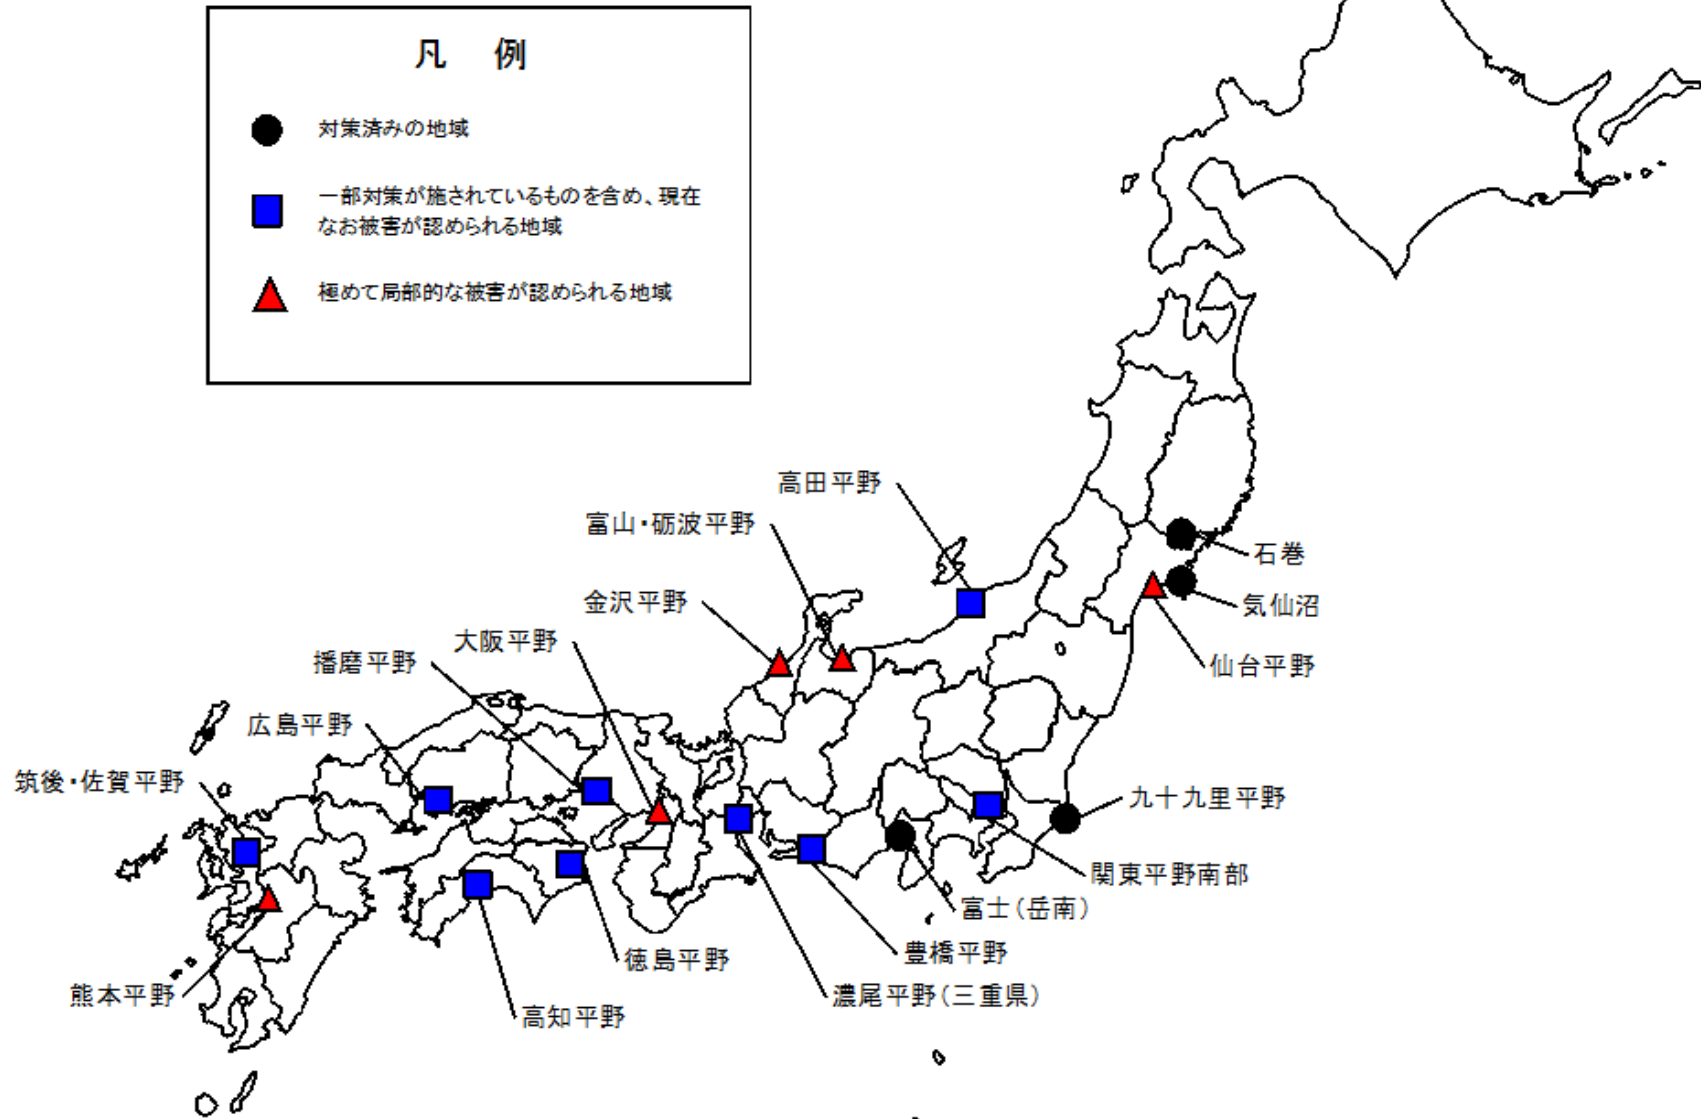 凡 例
対策済みの地域
一部対策が施されているものを含め、現在
なお被害が認められる地域
極めて局部的な被害が認められる地域
高田平野
富山・砺波平野
石巻
金沢平野
気仙沼
大阪平野
播磨平野
仙台平野
広島平野
筑後・佐賀平野
九十九里平野
関東平野南部
富士(岳南)
豊橋平野
徳島平野
熊本平野
濃尾平野(三重県)
高知平野